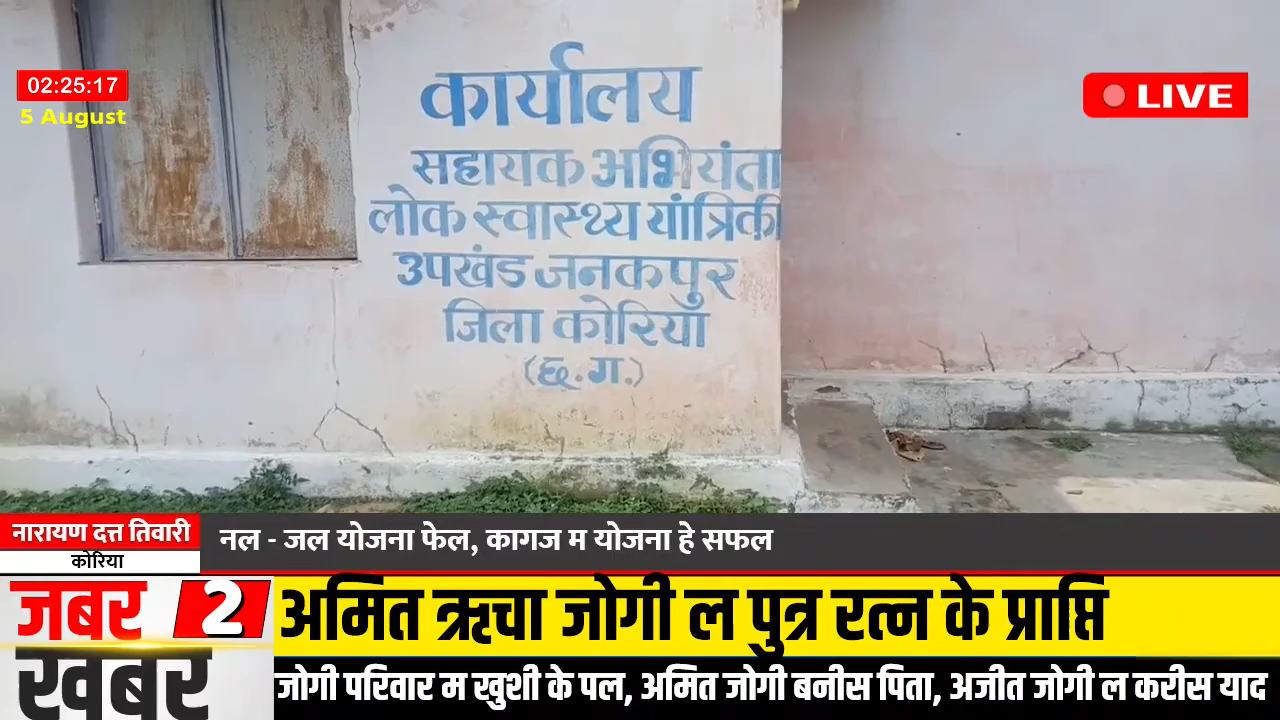 02:25:17
5 August
LIVE
कार्यालय
सहायक अभियंता
लोक स्वास्थ्य यांत्रिकी
उपखंड जनकपुर
जिला कोरिया
(छ.ग.)
नारायण दत्त तिवारी
कोरिया
नल - जल योजना फेल, कागज म योजना हे सफल
जबर 2
खबर
अमित ऋचा जोगी ल पुत्र रत्न के प्राप्ति
जोगी परिवार म खुशी के पल, अमित जोगी बनीस पिता, अजीत जोगी ल करीस याद